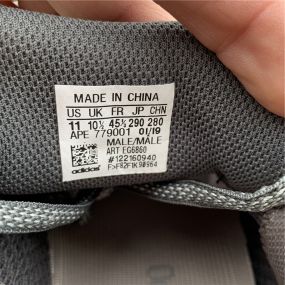 MADE IN CHINA
US UK FR JP CHN
11 10½ 45⅓ 290 280
APE 779001 01/19
MALE/MALE
ART EG6860
#122160940
adidas